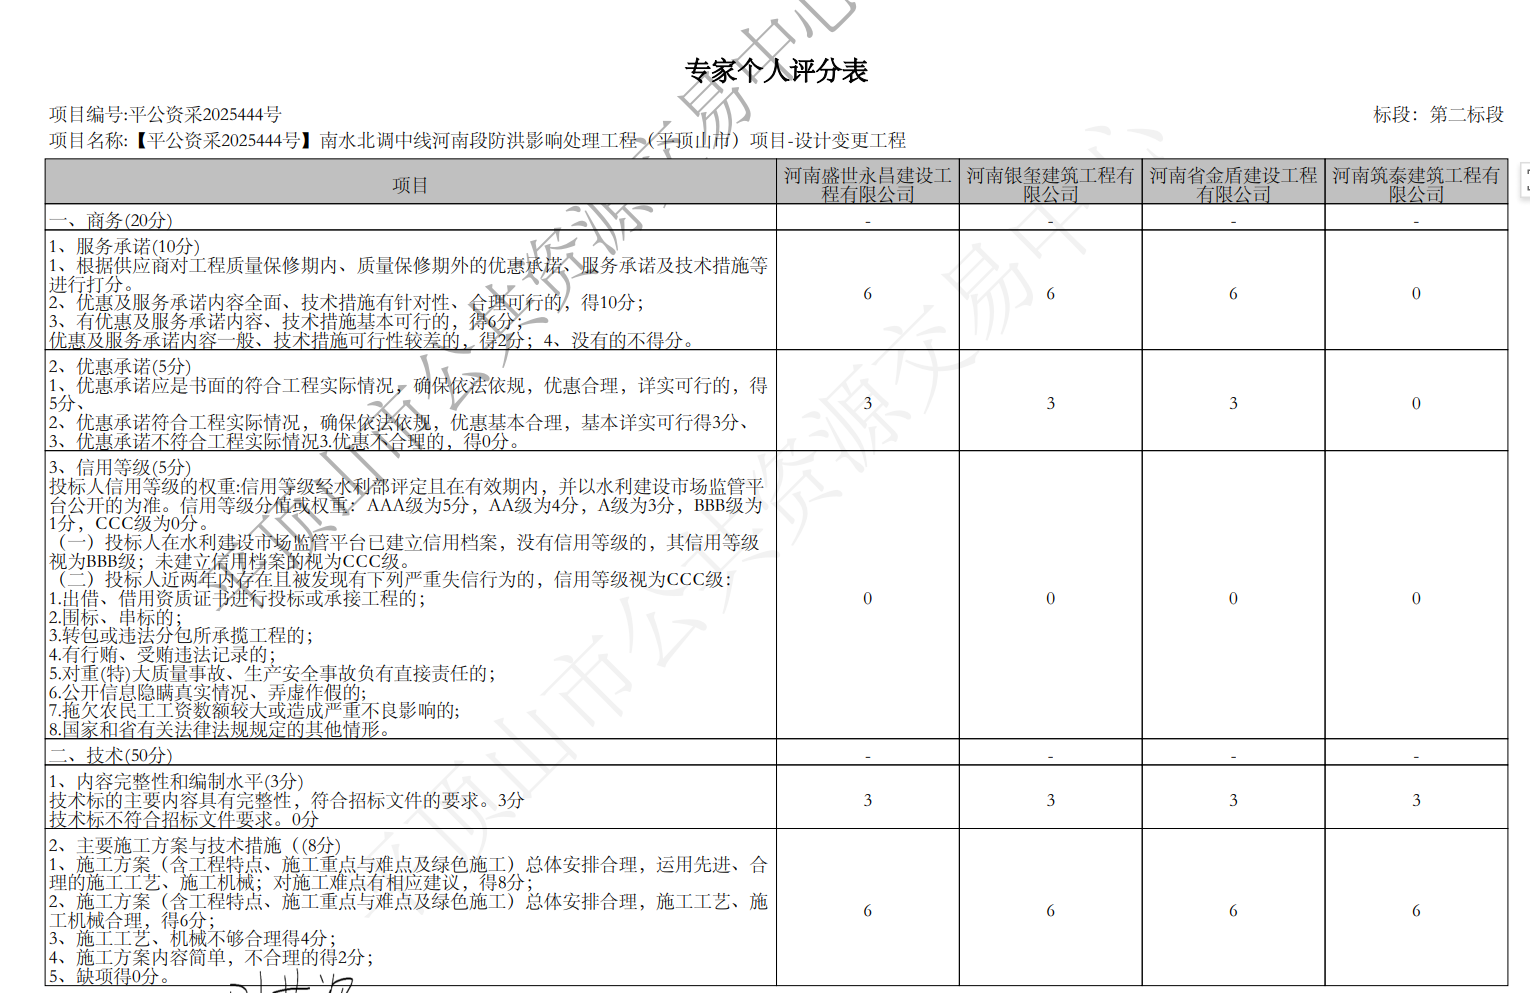 专家个人评分表
项目编号:平公资采2025444号
标段：第二标段
项目名称:【平公资采2025444号】南水北调中线河南段防洪影响处理工程（平顶山市）项目-设计变更工程
项目
河南盛世永昌建设工程有限公司
河南银玺建筑工程有限公司
河南省金盾建设工程有限公司
河南筑泰建筑工程有限公司
一、商务(20分)
-
-
-
-
1、服务承诺(10分)
1、根据供应商对工程质量保修期内、质量保修期外的优惠承诺、服务承诺及技术措施等
进行打分。
2、优惠及服务承诺内容全面、技术措施有针对性、合理可行的，得10分；
3、有优惠及服务承诺内容、技术措施基本可行的，得6分；
优惠及服务承诺内容一般、技术措施可行性较差的，得2分；4、没有的不得分。
6
6
6
0
2、优惠承诺(5分)
1、优惠承诺应是书面的符合工程实际情况，确保依法依规，优惠合理，详实可行的，得
5分、
2、优惠承诺符合工程实际情况，确保依法依规，优惠基本合理，基本详实可行得3分、
3、优惠承诺不符合工程实际情况3.优惠不合理的，得0分。
3
3
3
0
3、信用等级(5分)
投标人信用等级的权重:信用等级经水利部评定且在有效期内，并以水利建设市场监管平
台公开的为准。信用等级分值或权重：AAA级为5分，AA级为4分，A级为3分，BBB级为
1分，CCC级为0分。
（一）投标人在水利建设市场监管平台已建立信用档案，没有信用等级的，其信用等级
视为BBB级；未建立信用档案的视为CCC级。
（二）投标人近两年内存在且被发现有下列严重失信行为的，信用等级视为CCC级：
1.出借、借用资质证书进行投标或承接工程的；
2.围标、串标的；
3.转包或违法分包所承揽工程的；
4.有行贿、受贿违法记录的；
5.对重(特)大质量事故、生产安全事故负有直接责任的；
6.公开信息隐瞒真实情况、弄虚作假的;
7.拖欠农民工工资数额较大或造成严重不良影响的;
8.国家和省有关法律法规规定的其他情形。
0
0
0
0
二、技术(50分)
-
-
-
-
1、内容完整性和编制水平(3分)
技术标的主要内容具有完整性，符合招标文件的要求。3分
技术标不符合招标文件要求。0分
3
3
3
3
2、主要施工方案与技术措施（(8分)
1、施工方案（含工程特点、施工重点与难点及绿色施工）总体安排合理，运用先进、合
理的施工工艺、施工机械；对施工难点有相应建议，得8分；
2、施工方案（含工程特点、施工重点与难点及绿色施工）总体安排合理，施工工艺、施
工机械合理，得6分；
3、施工工艺、机械不够合理得4分；
4、施工方案内容简单，不合理的得2分；
5、缺项得0分。
6
6
6
6
平顶山市公共资源交易中心
平顶山市公共资源交易中心